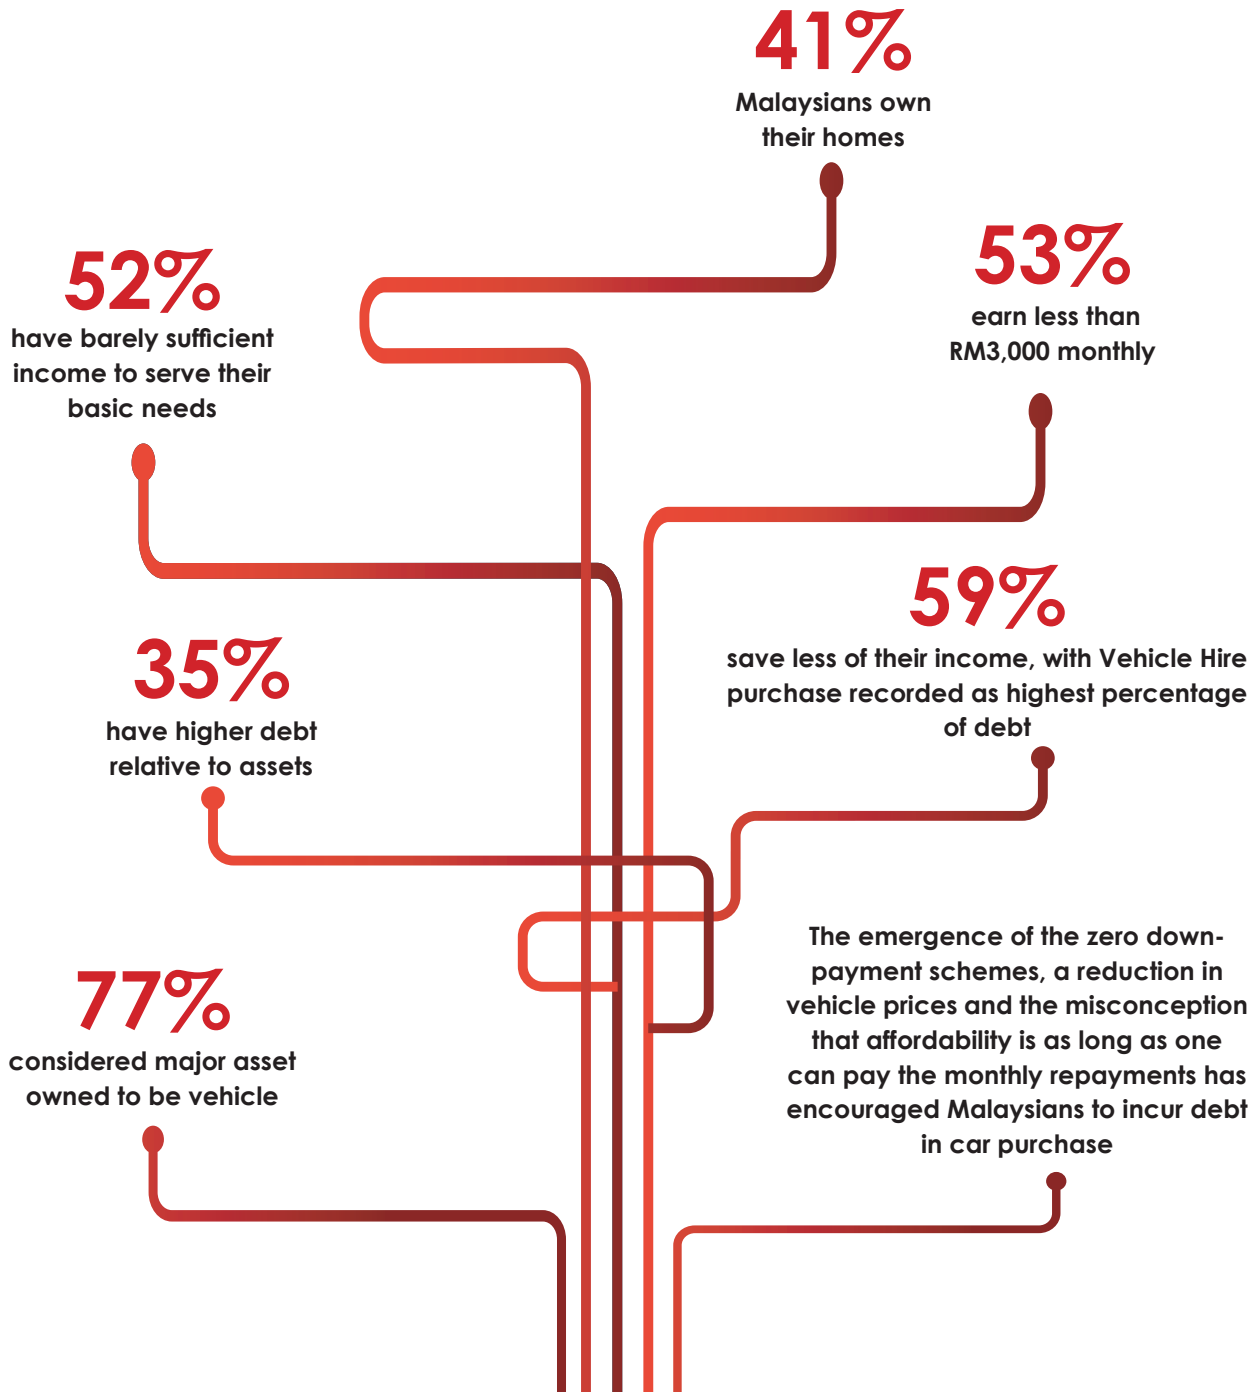 41%
Malaysians own
their homes
52%
have barely sufficient
income to serve their
basic needs
53%
earn less than
RM3,000 monthly
59%
save less of their income, with Vehicle Hire
purchase recorded as highest percentage
of debt
35%
have higher debt
relative to assets
The emergence of the zero down-
payment schemes, a reduction in
vehicle prices and the misconception
that affordability is as long as one
can pay the monthly repayments has
encouraged Malaysians to incur debt
in car purchase
77%
considered major asset
owned to be vehicle